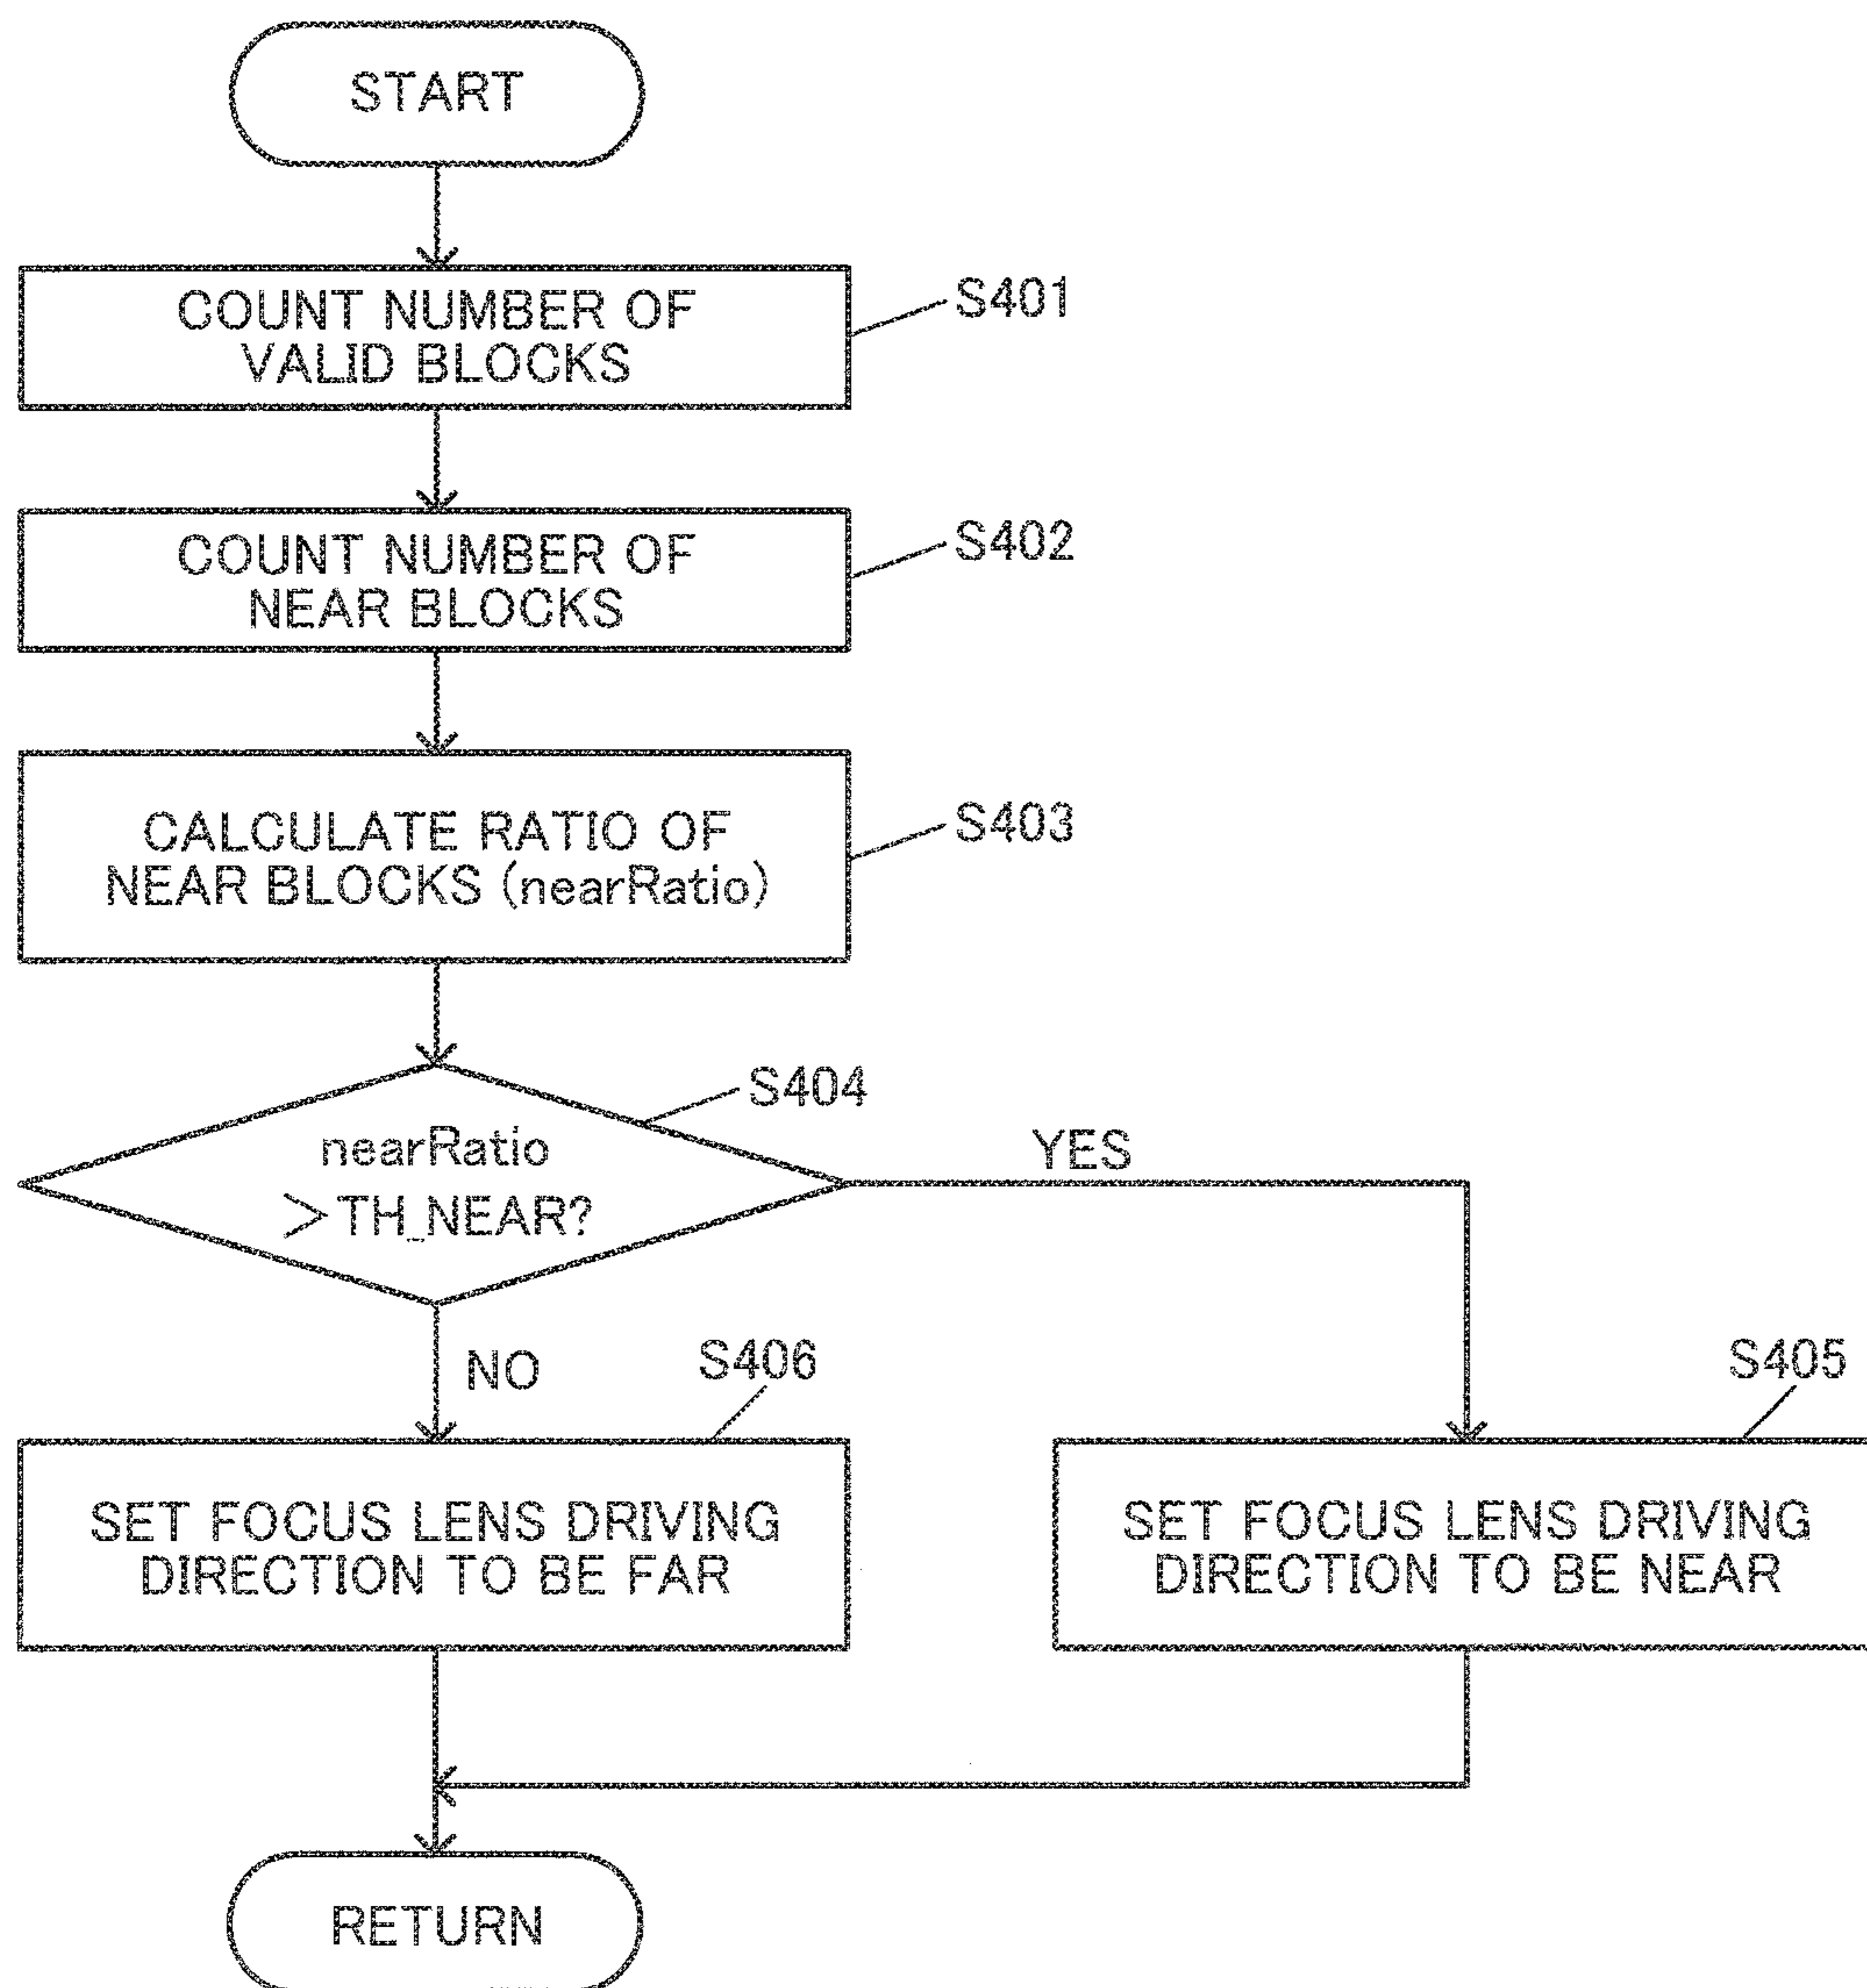 START
COUNT NUMBER OF
VALID BLOCKS
S401
COUNT NUMBER OF
NEAR BLOCKS
S402
CALCULATE RATIO OF
NEAR BLOCKS (nearRatio)
S403
S404
nearRatio
>TH_NEAR?
YES
NO
S406
S405
SET FOCUS LENS DRIVING
DIRECTION TO BE FAR
SET FOCUS LENS DRIVING
DIRECTION TO BE NEAR
RETURN